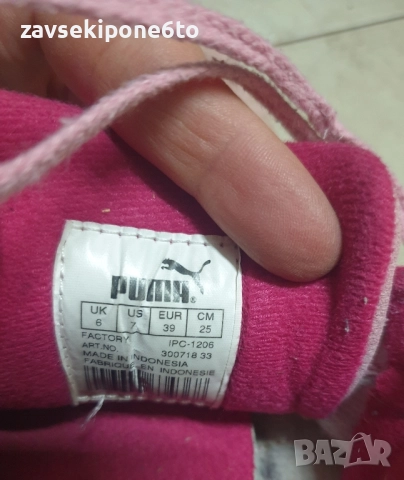 zavsekipone6to
PUMA
UK US EUR CM
6 7 39 25
FACTORY IPC-1206
ART.NO. 300718 33
MADE IN INDONESIA
FABRIQUE EN INDONESIE
BAZAR